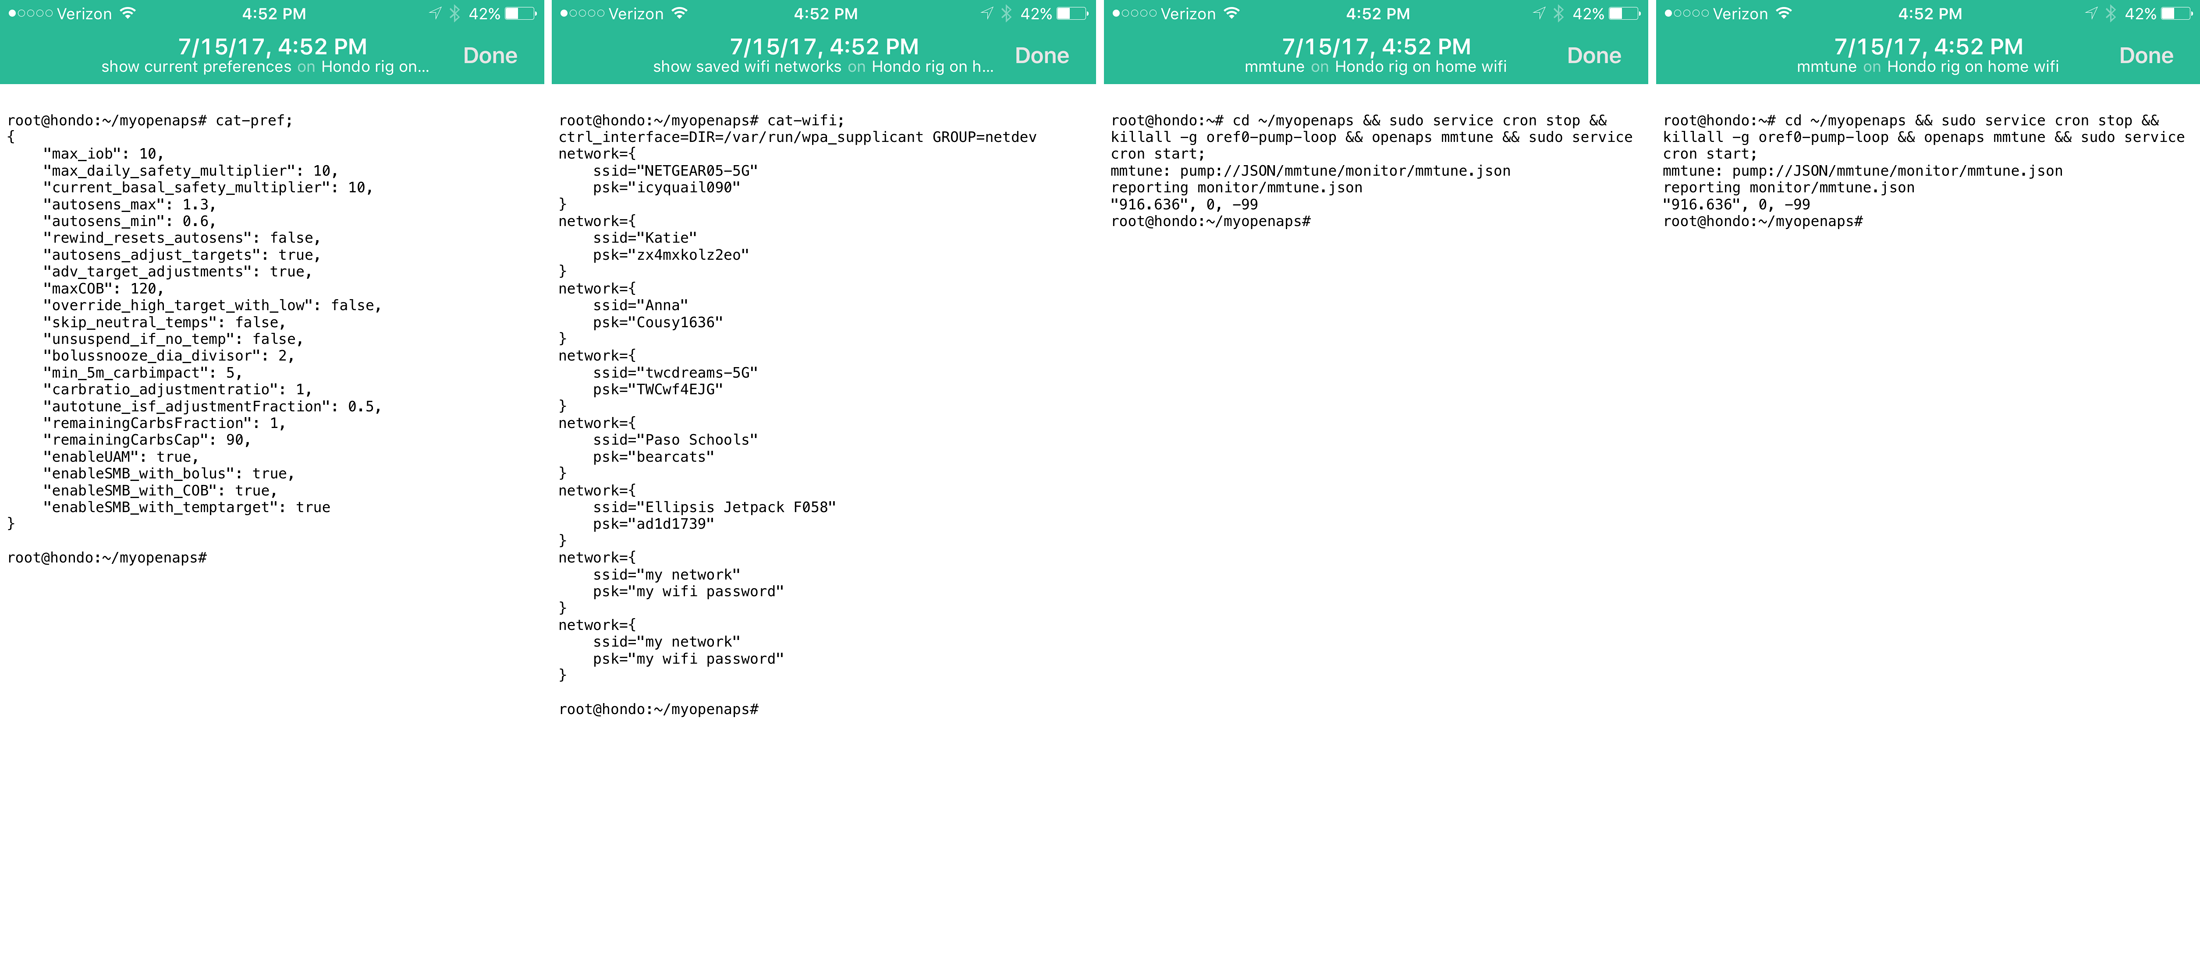 Verizon 4:52 PM 42%
7/15/17, 4:52 PM
Done
show current preferences on Hondo rig on...
root@hondo:~/myopenaps# cat-pref;
{
    "max_iob": 10,
    "max_daily_safety_multiplier": 10,
    "current_basal_safety_multiplier": 10,
    "autosens_max": 1.3,
    "autosens_min": 0.6,
    "rewind_resets_autosens": false,
    "autosens_adjust_targets": true,
    "adv_target_adjustments": true,
    "maxCOB": 120,
    "override_high_target_with_low": false,
    "skip_neutral_temps": false,
    "unsuspend_if_no_temp": false,
    "bolussnooze_dia_divisor": 2,
    "min_5m_carbimpact": 5,
    "carbratio_adjustmentratio": 1,
    "autotune_isf_adjustmentFraction": 0.5,
    "remainingCarbsFraction": 1,
    "remainingCarbsCap": 90,
    "enableUAM": true,
    "enableSMB_with_bolus": true,
    "enableSMB_with_COB": true,
    "enableSMB_with_temptarget": true
}
root@hondo:~/myopenaps#
Verizon 4:52 PM 42%
7/15/17, 4:52 PM
Done
show saved wifi networks on Hondo rig on h...
root@hondo:~/myopenaps# cat-wifi;
ctrl_interface=DIR=/var/run/wpa_supplicant GROUP=netdev
network={
    ssid="NETGEAR05-5G"
    psk="icyquail090"
}
network={
    ssid="Katie"
    psk="zx4mxkolz2eo"
}
network={
    ssid="Anna"
    psk="Cousy1636"
}
network={
    ssid="twcdreams-5G"
    psk="TWCwf4EJG"
}
network={
    ssid="Paso Schools"
    psk="bearcats"
}
network={
    ssid="Ellipsis Jetpack F058"
    psk="ad1d1739"
}
network={
    ssid="my network"
    psk="my wifi password"
}
network={
    ssid="my network"
    psk="my wifi password"
}
root@hondo:~/myopenaps#
Verizon 4:52 PM 42%
7/15/17, 4:52 PM
Done
mmtune on Hondo rig on home wifi
root@hondo:~# cd ~/myopenaps && sudo service cron stop &&
killall -g oref0-pump-loop && openaps mmtune && sudo service
cron start;
mmtune: pump://JSON/mmtune/monitor/mmtune.json
reporting monitor/mmtune.json
"916.636", 0, -99
root@hondo:~/myopenaps#
Verizon 4:52 PM 42%
7/15/17, 4:52 PM
Done
mmtune on Hondo rig on home wifi
root@hondo:~# cd ~/myopenaps && sudo service cron stop &&
killall -g oref0-pump-loop && openaps mmtune && sudo service
cron start;
mmtune: pump://JSON/mmtune/monitor/mmtune.json
reporting monitor/mmtune.json
"916.636", 0, -99
root@hondo:~/myopenaps#